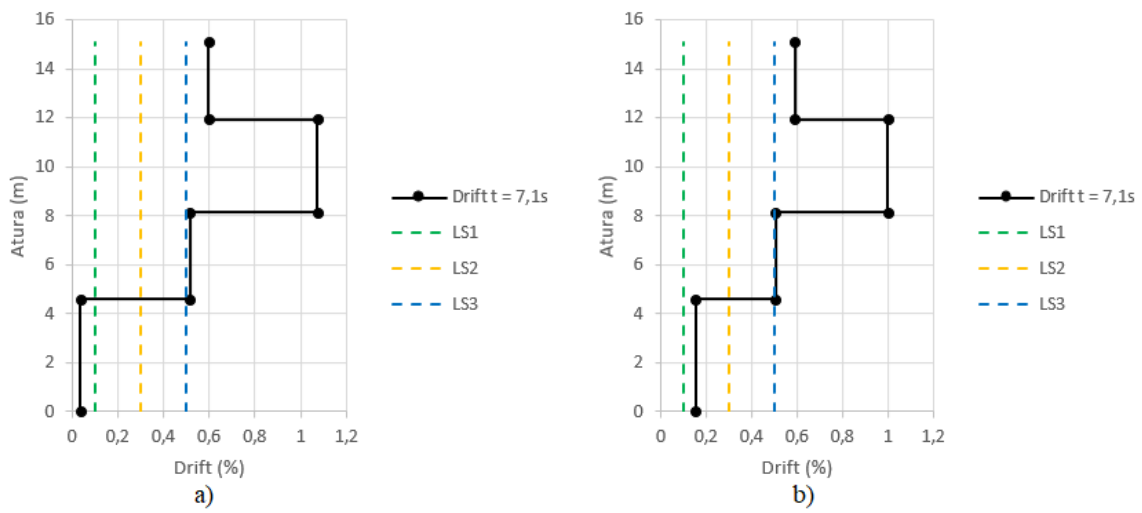 16
14
12
10
8
6
4
2
0
Atura (m)
0
0,2
0,4
0,6
0,8
1
1,2
Drift (%)
Drift t = 7,1s
LS1
LS2
LS3
a)
16
14
12
10
8
6
4
2
0
Atura (m)
0
0,2
0,4
0,6
0,8
1
1,2
Drift (%)
Drift t = 7,1s
LS1
LS2
LS3
b)